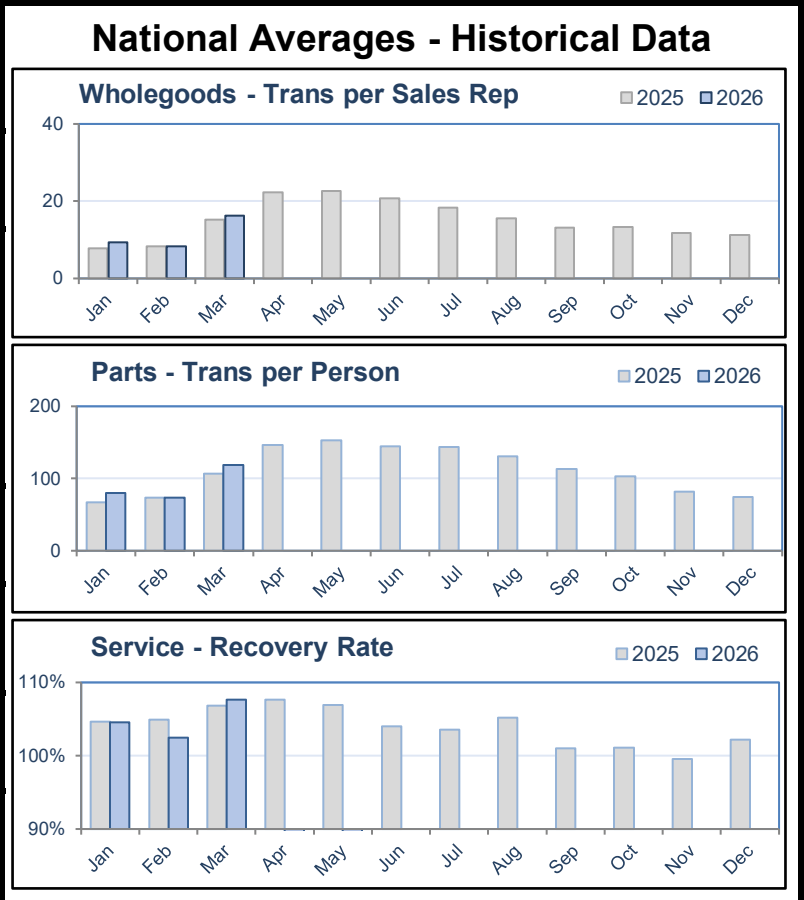 National Averages - Historical Data
Wholegoods - Trans per Sales Rep
2025 2026
40
20
0
Jan Feb Mar Apr May Jun Jul Aug Sep Oct Nov Dec
Parts - Trans per Person
2025 2026
200
100
0
Jan Feb Mar Apr May Jun Jul Aug Sep Oct Nov Dec
Service - Recovery Rate
2025 2026
110%
100%
90%
Jan Feb Mar Apr May Jun Jul Aug Sep Oct Nov Dec